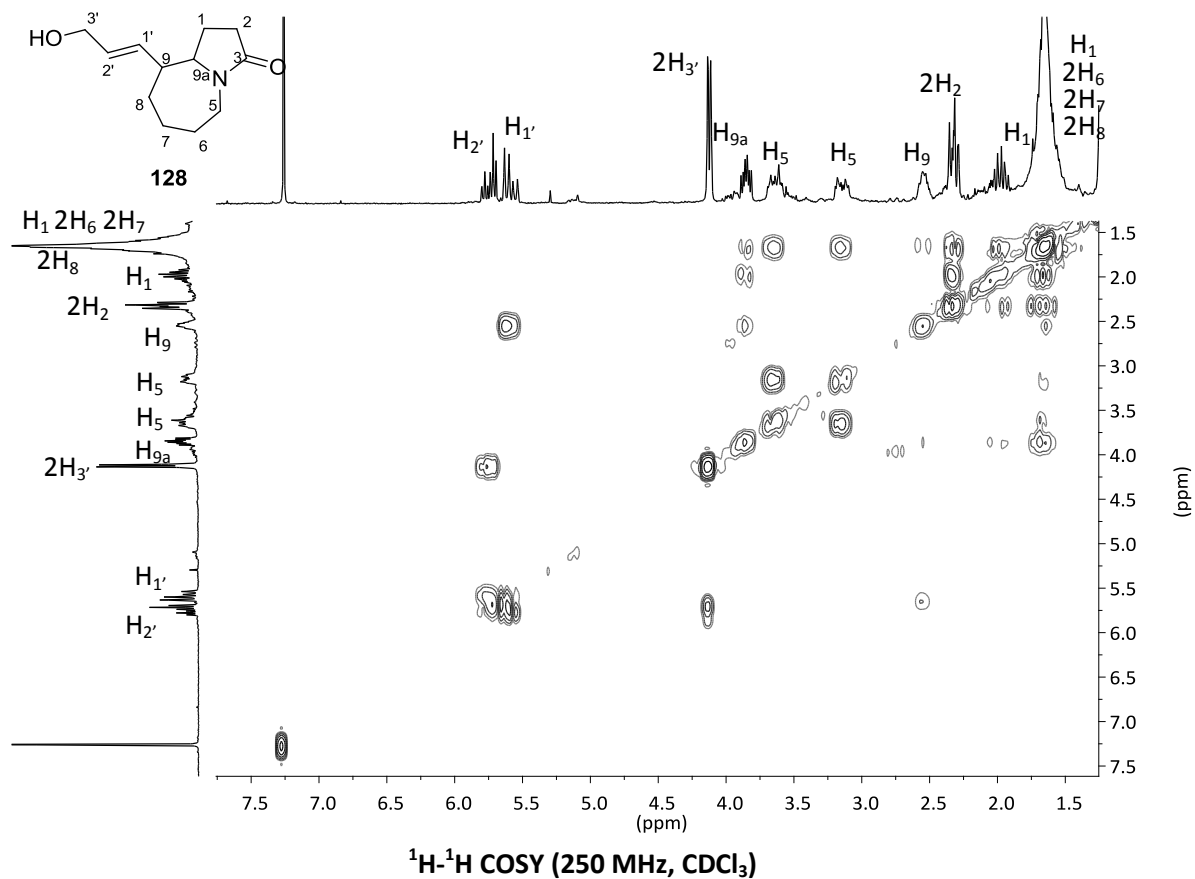 3'
HO
1'
2'
9
1
2
3
O
9a
N
8
5
7
6
128
2H3'
H2'
H1'
H9a
H5
H5
H9
2H2
H1
H1
2H6
2H7
2H8
H1 2H6 2H7
2H8
H1
2H2
H9
H5
H5
H9a
2H3'
H1'
H2'
1.5
2.0
2.5
3.0
3.5
4.0
4.5
5.0
5.5
6.0
6.5
7.0
7.5
(ppm)
7.5 7.0 6.5 6.0 5.5 5.0 4.5 4.0 3.5 3.0 2.5 2.0 1.5
(ppm)
1H-1H COSY (250 MHz, CDCl3)